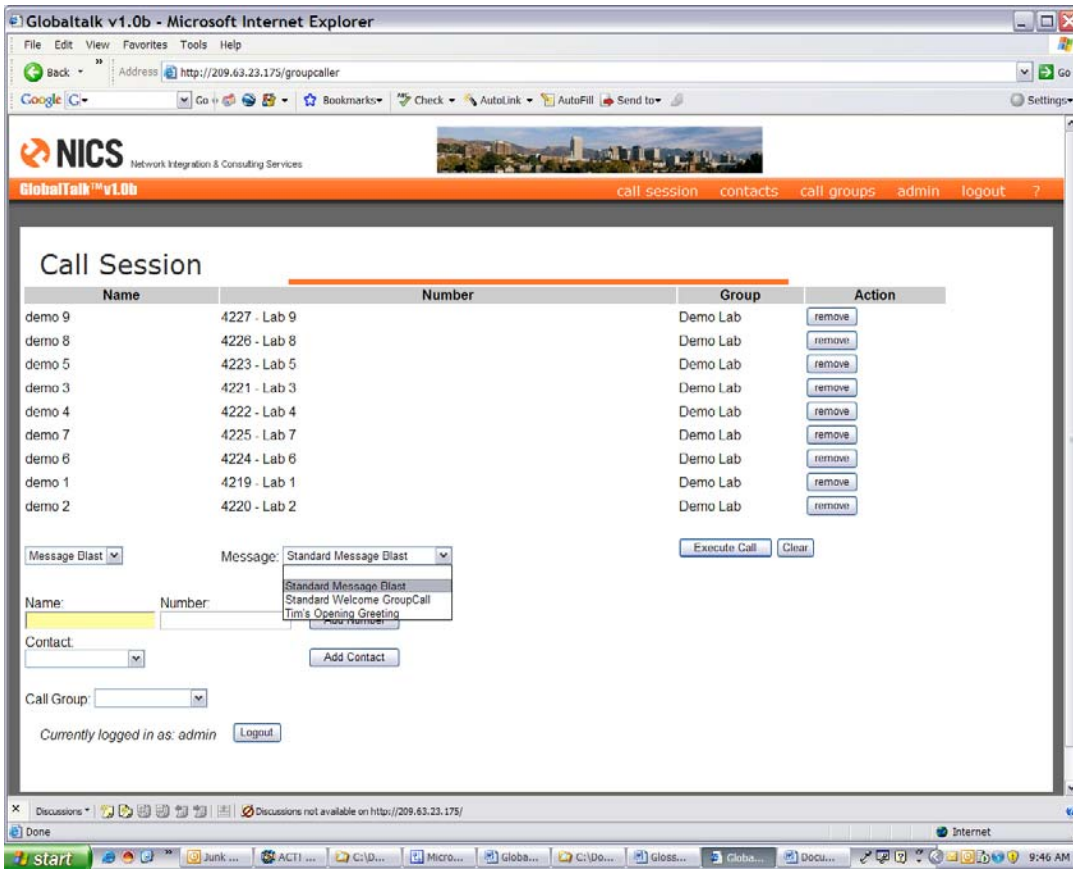 Globaltalk v1.0b - Microsoft Internet Explorer
File Edit View Favorites Tools Help
Back Address http://209.63.23.175/groupcaller Go
Google G Go Bookmarks Check AutoLink AutoFill Send to Settings
NICS Network Integration & Consulting Services
GlobalTalk™v1.0b call session contacts call groups admin logout ?
Call Session
Name Number Group Action
demo 9 4227 - Lab 9 Demo Lab remove
demo 8 4226 - Lab 8 Demo Lab remove
demo 5 4223 - Lab 5 Demo Lab remove
demo 3 4221 - Lab 3 Demo Lab remove
demo 4 4222 - Lab 4 Demo Lab remove
demo 7 4225 - Lab 7 Demo Lab remove
demo 6 4224 - Lab 6 Demo Lab remove
demo 1 4219 - Lab 1 Demo Lab remove
demo 2 4220 - Lab 2 Demo Lab remove
Message Blast Message: Standard Message Blast Execute Call Clear
Standard Message Blast
Standard Welcome GroupCall
Tim's Opening Greeting
Name: Number: Add Number
Contact:
Add Contact
Call Group:
Currently logged in as: admin Logout
Discussions Discussions not available on http://209.63.23.175/
Done Internet
start Junk ... ACT! ... C:\D... Micro... Globa... C:\Do... Gloss... Globa... Docu... 9:46 AM